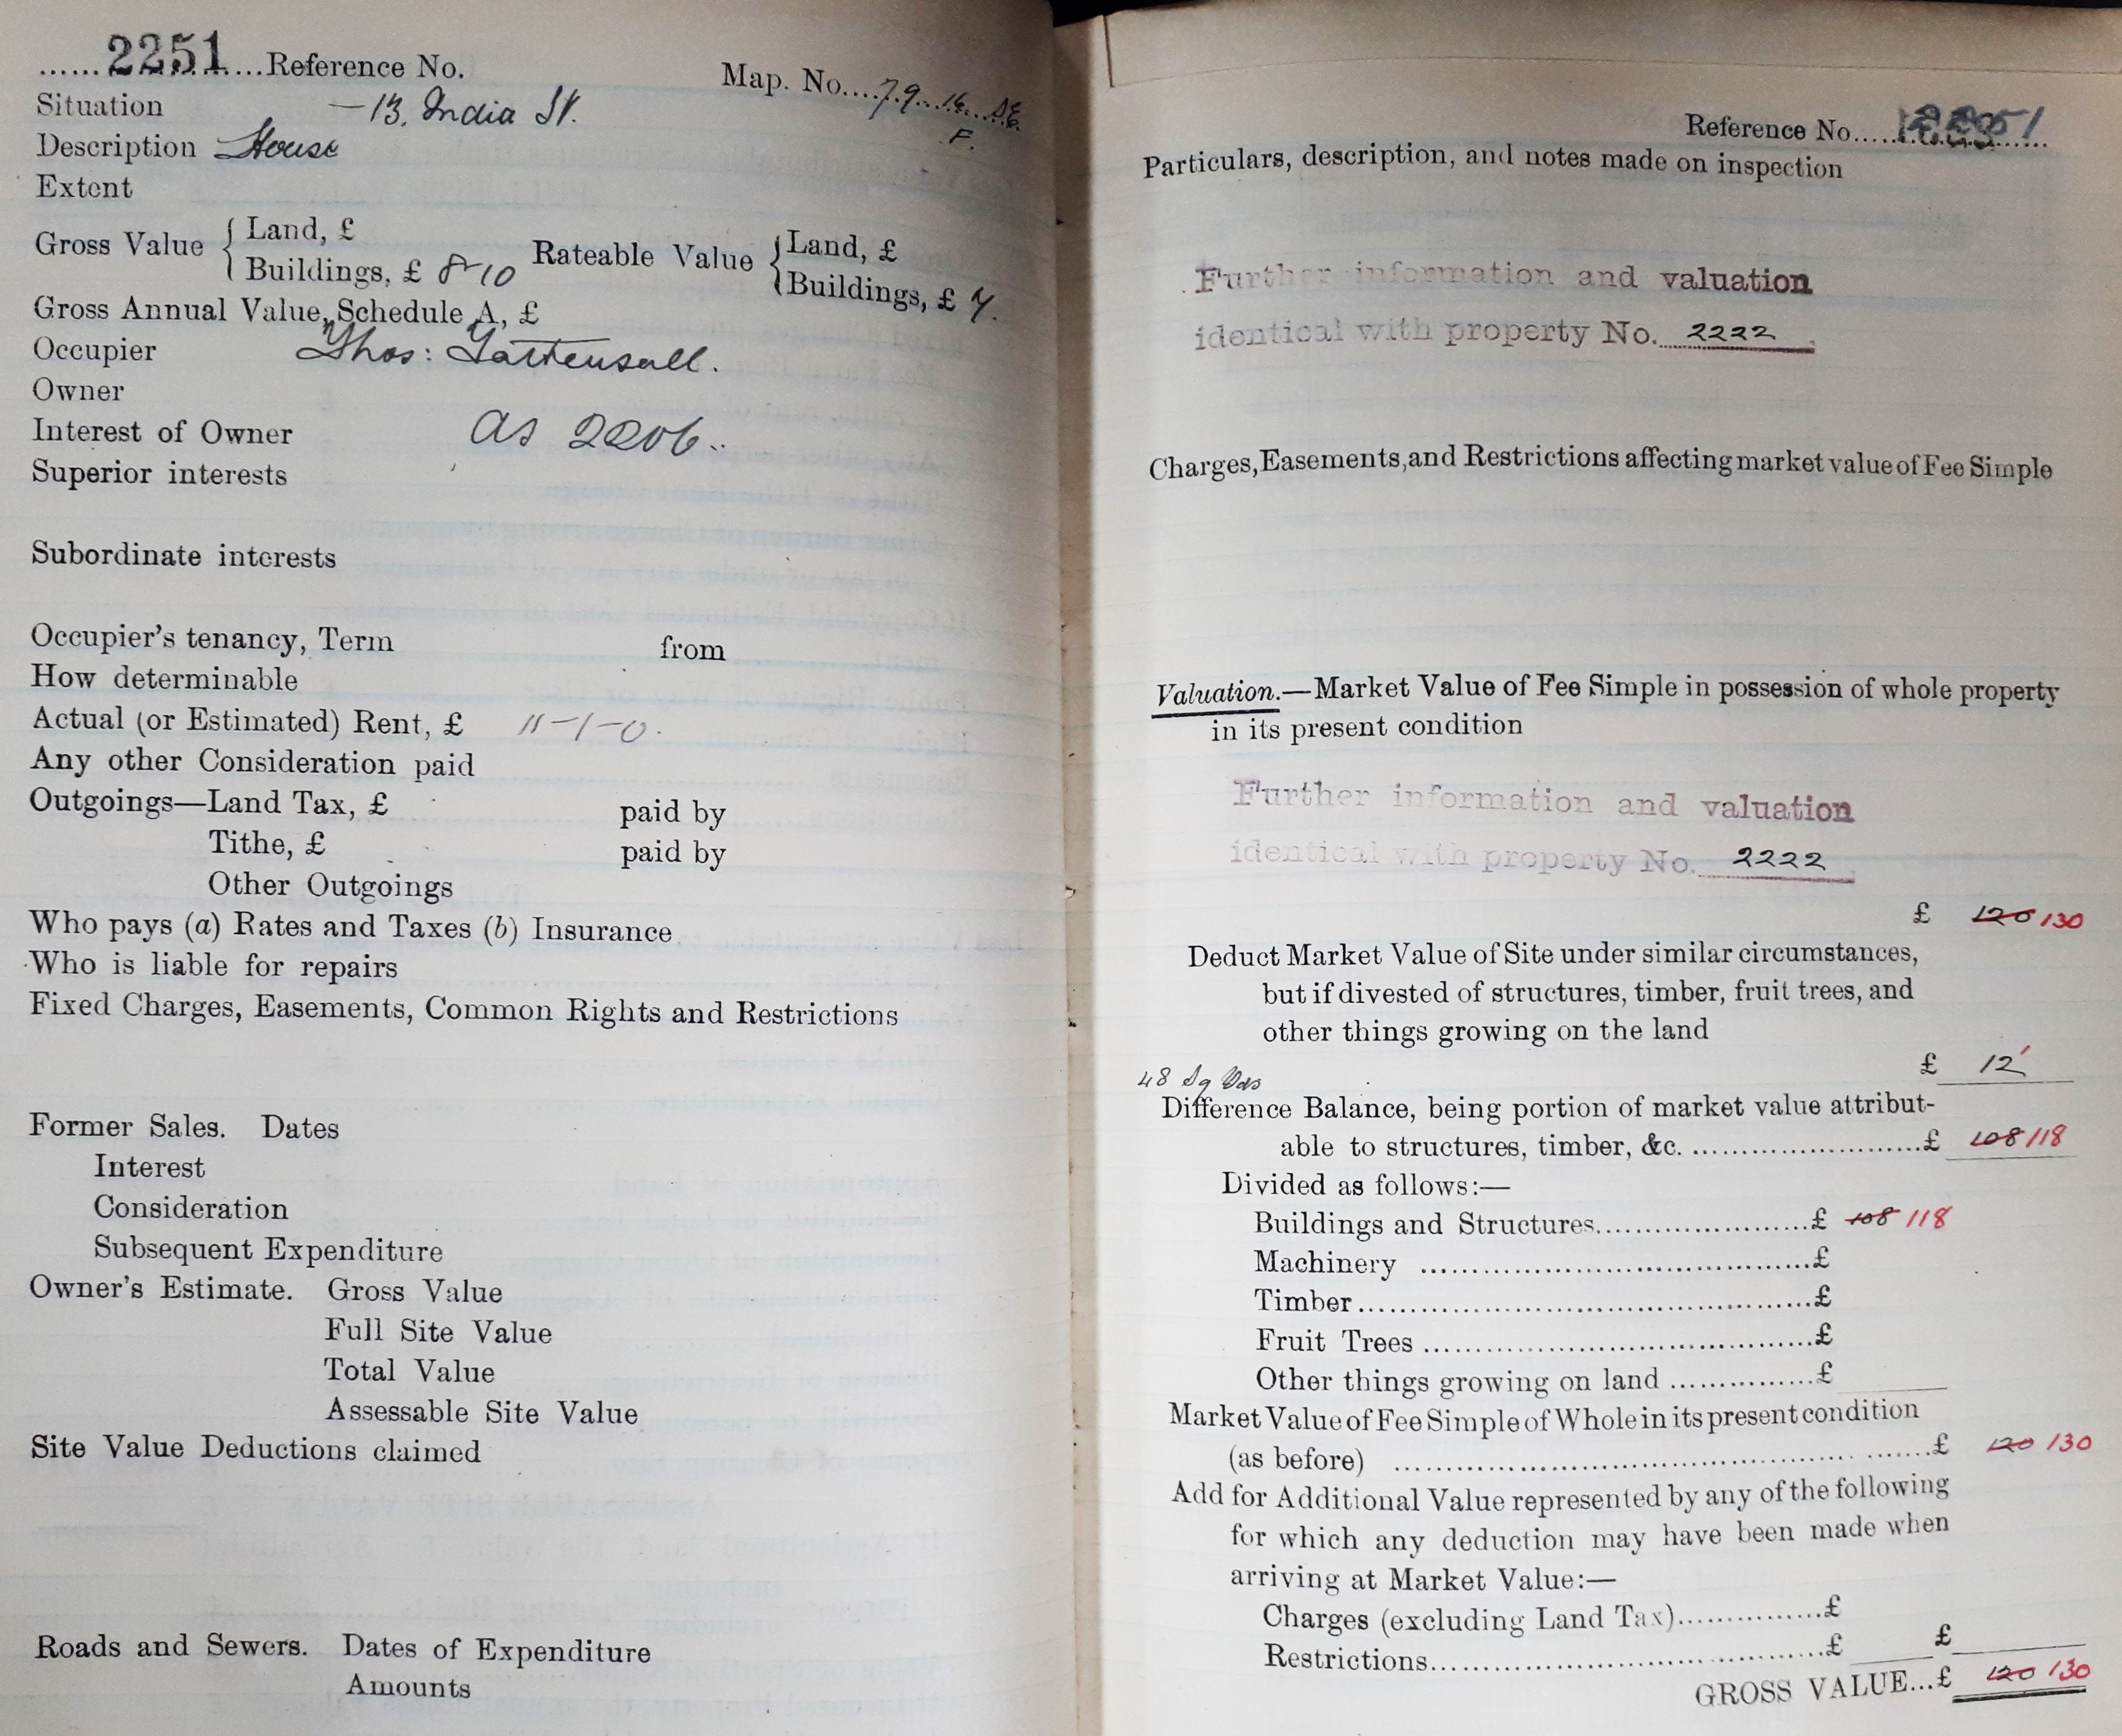 ......2251...Reference No.
Map. No....79..16...S.E.
F.
Situation —13, India St.
Description House
Extent
Gross Value { Land, £
Buildings, £ 8-10
Rateable Value { Land, £
Buildings, £ 7.
Gross Annual Value, Schedule A, £
Occupier Thos: Tattersall.
Owner
Interest of Owner as 2206.
Superior interests
Subordinate interests
Occupier's tenancy, Term from
How determinable
Actual (or Estimated) Rent, £ 11-1-0.
Any other Consideration paid
Outgoings—Land Tax, £ paid by
Tithe, £ paid by
Other Outgoings
Who pays (a) Rates and Taxes (b) Insurance
Who is liable for repairs
Fixed Charges, Easements, Common Rights and Restrictions
Former Sales. Dates
Interest
Consideration
Subsequent Expenditure
Owner's Estimate. Gross Value
Full Site Value
Total Value
Assessable Site Value
Site Value Deductions claimed
Roads and Sewers. Dates of Expenditure
Amounts
Reference No.....2251......
Particulars, description, and notes made on inspection
Further information and valuation
identical with property No. 2222
Charges, Easements, and Restrictions affecting market value of Fee Simple
Valuation.—Market Value of Fee Simple in possession of whole property
in its present condition
Further information and valuation
identical with property No. 2222
£ 120 130
Deduct Market Value of Site under similar circumstances,
but if divested of structures, timber, fruit trees, and
other things growing on the land
£ 12
48 Sq Yds
Difference Balance, being portion of market value attribut-
able to structures, timber, &c. ..........................£ 108 118
Divided as follows:—
Buildings and Structures........................£ 108 118
Machinery ............................................£
Timber...................................................£
Fruit Trees ............................................£
Other things growing on land ................£
Market Value of Fee Simple of Whole in its present condition
(as before) ..........................................................£ 120 130
Add for Additional Value represented by any of the following
for which any deduction may have been made when
arriving at Market Value:—
Charges (excluding Land Tax)...............£
Restrictions............................................£ £
GROSS VALUE...£ 120 130